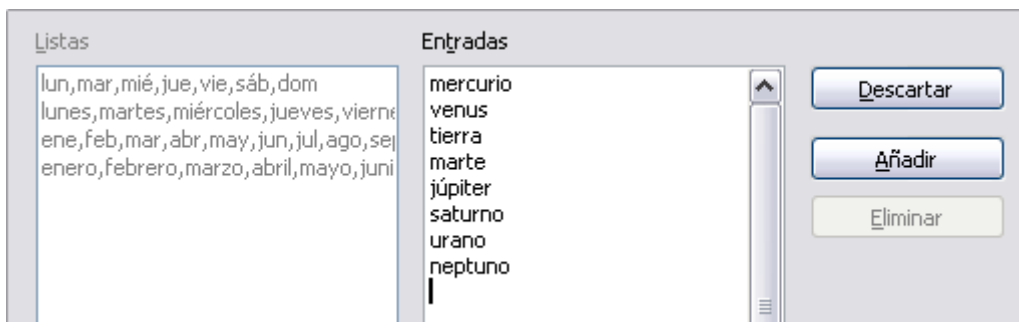 Listas
lun,mar,mié,jue,vie,sáb,dom
lunes,martes,miércoles,jueves,vierne
ene,feb,mar,abr,may,jun,jul,ago,sep
enero,febrero,marzo,abril,mayo,juni
Entradas
mercurio
venus
tierra
marte
júpiter
saturno
urano
neptuno
Descartar
Añadir
Eliminar